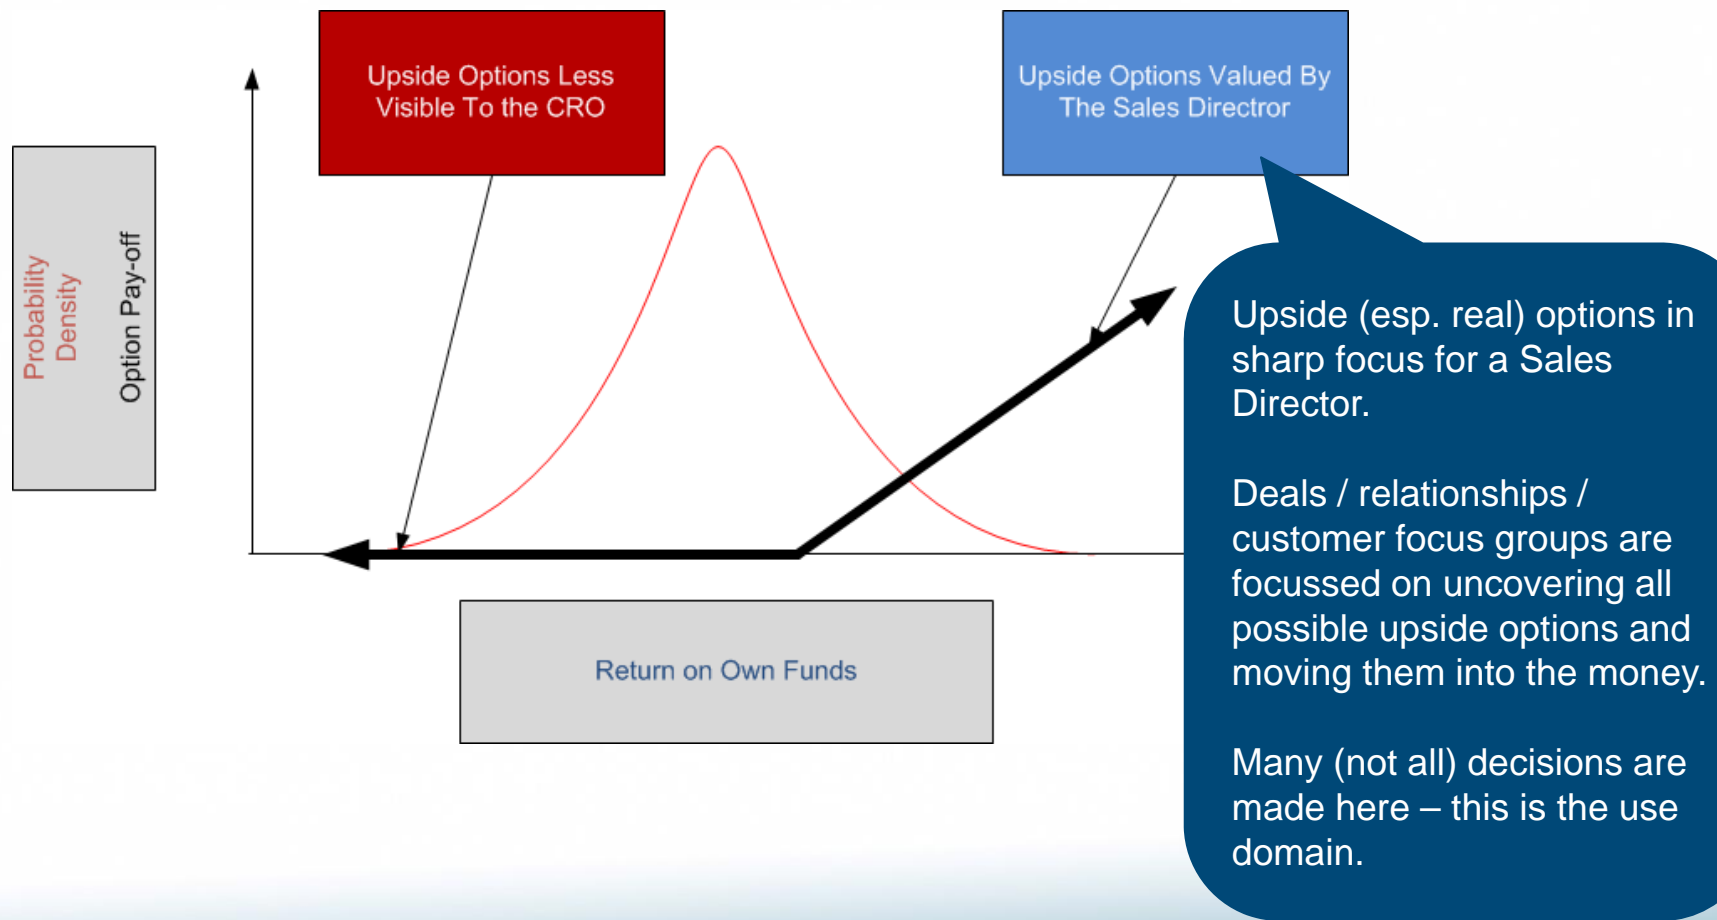 Upside Options Less
Visible To the CRO
Upside Options Valued By
The Sales Directror
Probability
Density
Option Pay-off
Return on Own Funds
Upside (esp. real) options in
sharp focus for a Sales
Director.
Deals / relationships /
customer focus groups are
focussed on uncovering all
possible upside options and
moving them into the money.
Many (not all) decisions are
made here – this is the use
domain.